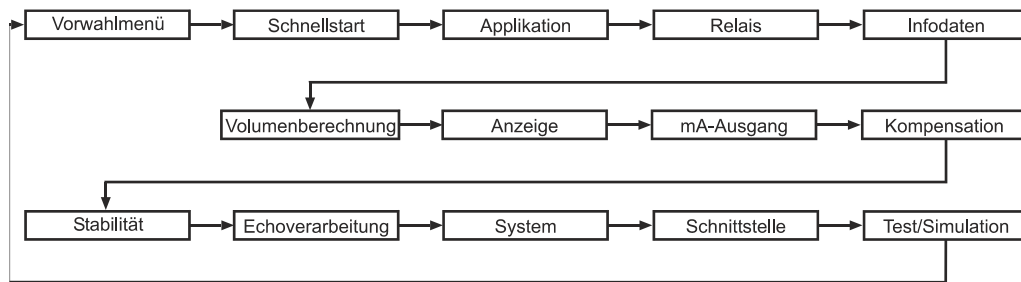 Vorwahlmenü
Schnellstart
Applikation
Relais
Infodaten
Volumenberechnung
Anzeige
mA-Ausgang
Kompensation
Stabilität
Echoverarbeitung
System
Schnittstelle
Test/Simulation